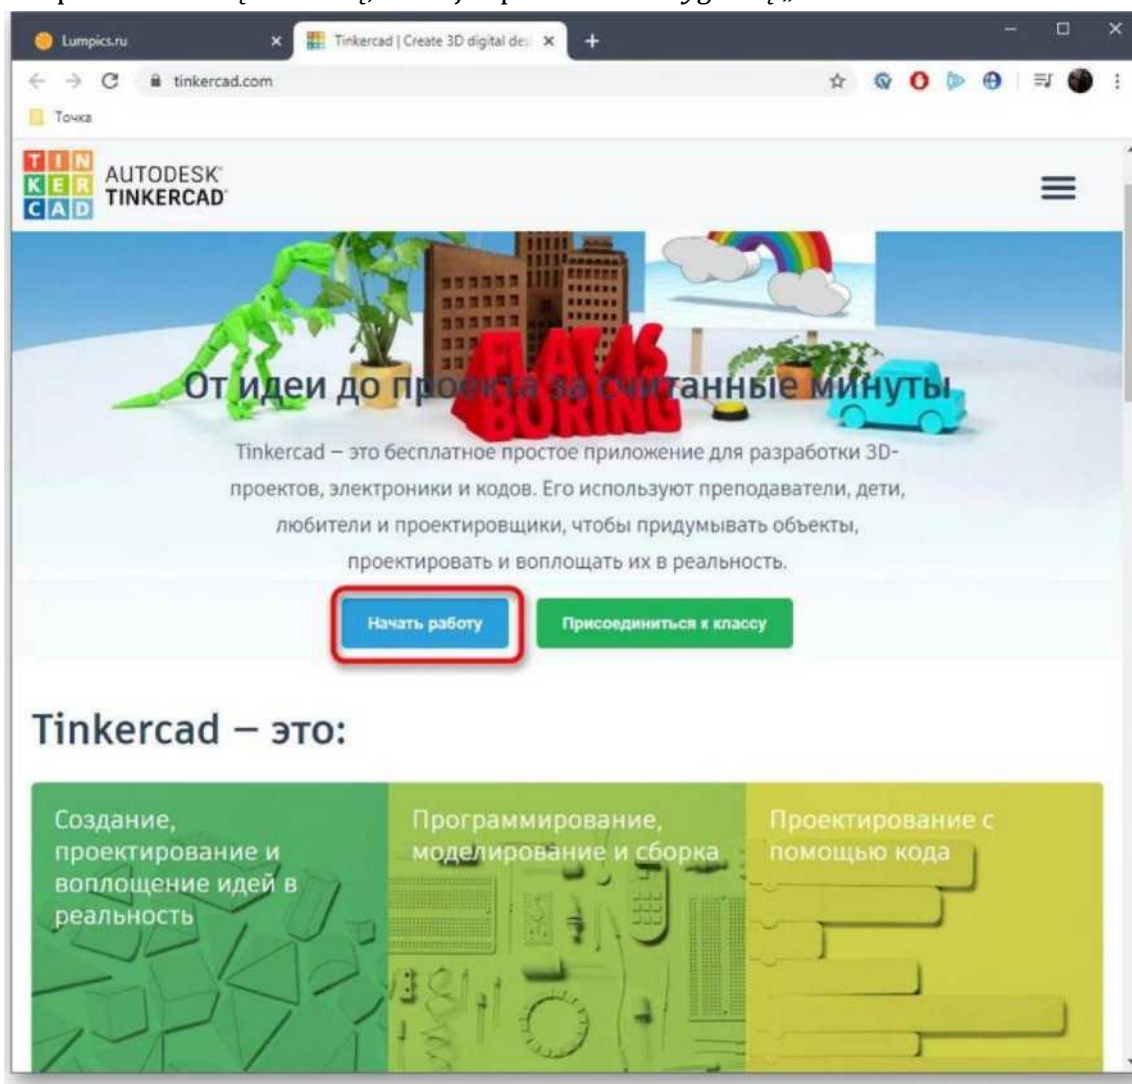 Lumpics.ru
Tinkercad | Create 3D digital des
tinkercad.com
Точка
TIN
KER
CAD
AUTODESK®
TINKERCAD®
FLAT IS
BORING
От идеи до проекта за считанные минуты
Tinkercad — это бесплатное простое приложение для разработки 3D-
проектов, электроники и кодов. Его используют преподаватели, дети,
любители и проектировщики, чтобы придумывать объекты,
проектировать и воплощать их в реальность.
Начать работу
Присоединиться к классу
Tinkercad — это:
Создание,
проектирование и
воплощение идей в
реальность
Программирование,
моделирование и сборка
Проектирование с
помощью кода